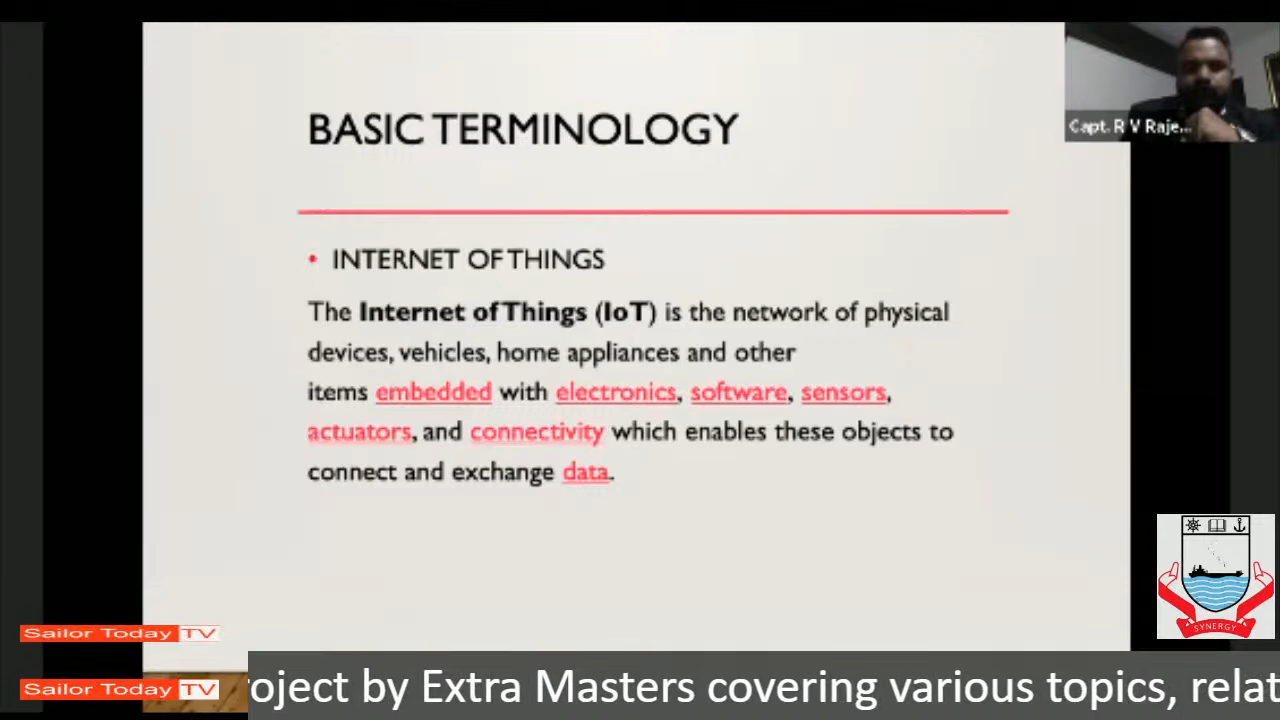 BASIC TERMINOLOGY
Capt. R V Raje...
• INTERNET OF THINGS
The Internet of Things (IoT) is the network of physical
devices, vehicles, home appliances and other
items embedded with electronics, software, sensors,
actuators, and connectivity which enables these objects to
connect and exchange data.
SYNERGY
Sailor Today TV
Sailor Today TV
oject by Extra Masters covering various topics, relat